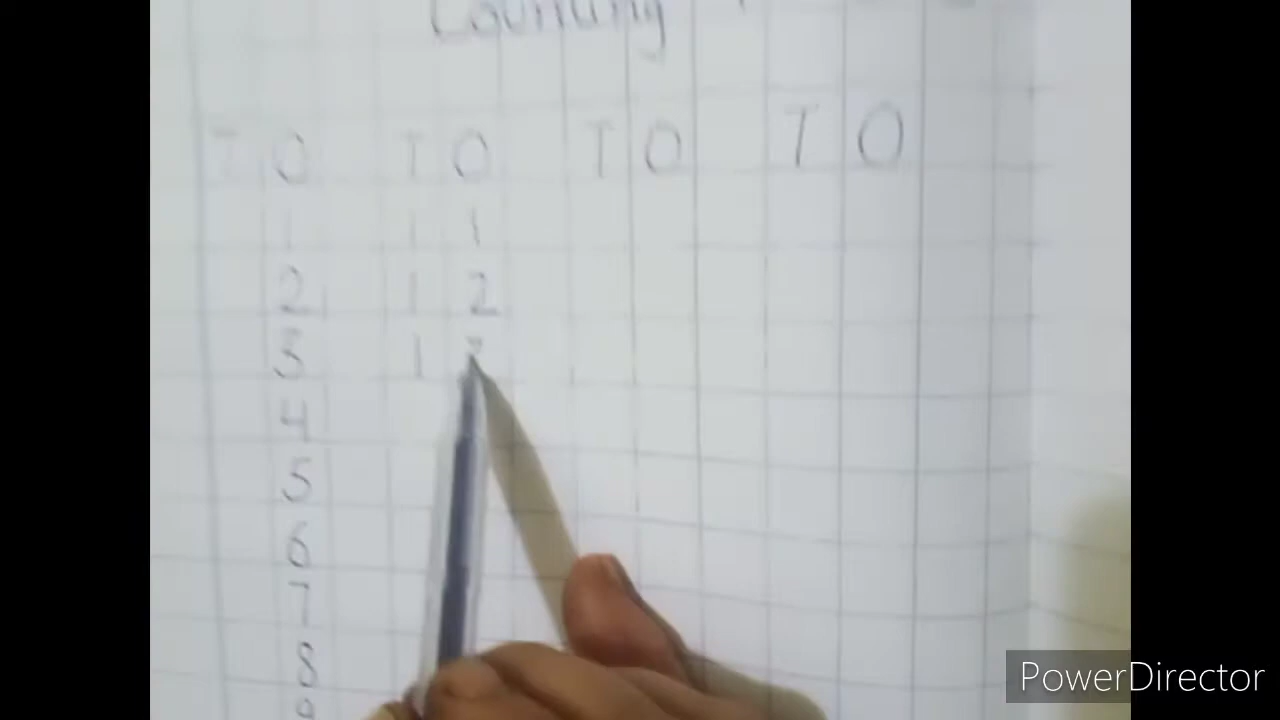 Counting
T O T O T O T O
1 1 1
2 1 2
3 1
4
5
6
7
8
PowerDirector